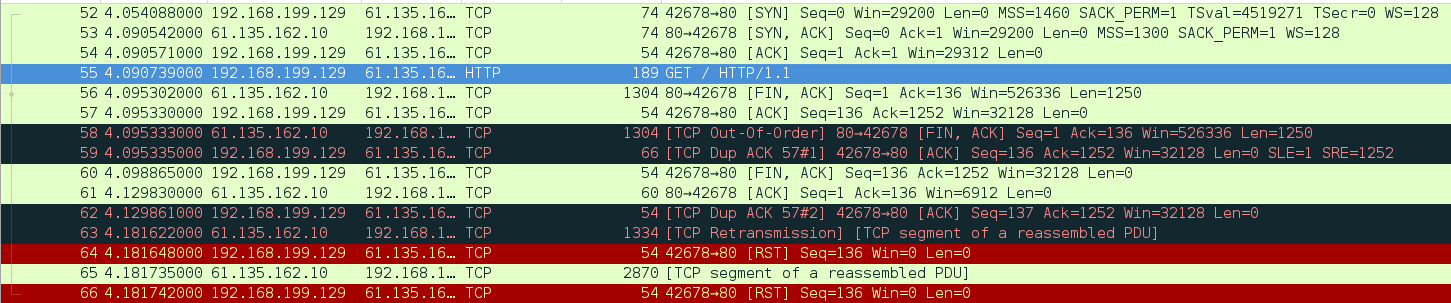 52 4.054088000 192.168.199.129 61.135.16… TCP 74 42678→80 [SYN] Seq=0 Win=29200 Len=0 MSS=1460 SACK_PERM=1 TSval=4519271 TSecr=0 WS=128
53 4.090542000 61.135.162.10 192.168.1… TCP 74 80→42678 [SYN, ACK] Seq=0 Ack=1 Win=29200 Len=0 MSS=1300 SACK_PERM=1 WS=128
54 4.090571000 192.168.199.129 61.135.16… TCP 54 42678→80 [ACK] Seq=1 Ack=1 Win=29312 Len=0
55 4.090739000 192.168.199.129 61.135.16… HTTP 189 GET / HTTP/1.1
56 4.095302000 61.135.162.10 192.168.1… TCP 1304 80→42678 [FIN, ACK] Seq=1 Ack=136 Win=526336 Len=1250
57 4.095330000 192.168.199.129 61.135.16… TCP 54 42678→80 [ACK] Seq=136 Ack=1252 Win=32128 Len=0
58 4.095333000 61.135.162.10 192.168.1… TCP 1304 [TCP Out-Of-Order] 80→42678 [FIN, ACK] Seq=1 Ack=136 Win=526336 Len=1250
59 4.095335000 192.168.199.129 61.135.16… TCP 66 [TCP Dup ACK 57#1] 42678→80 [ACK] Seq=136 Ack=1252 Win=32128 Len=0 SLE=1 SRE=1252
60 4.098865000 192.168.199.129 61.135.16… TCP 54 42678→80 [FIN, ACK] Seq=136 Ack=1252 Win=32128 Len=0
61 4.129830000 61.135.162.10 192.168.1… TCP 60 80→42678 [ACK] Seq=1 Ack=136 Win=6912 Len=0
62 4.129861000 192.168.199.129 61.135.16… TCP 54 [TCP Dup ACK 57#2] 42678→80 [ACK] Seq=137 Ack=1252 Win=32128 Len=0
63 4.181622000 61.135.162.10 192.168.1… TCP 1334 [TCP Retransmission] [TCP segment of a reassembled PDU]
64 4.181648000 192.168.199.129 61.135.16… TCP 54 42678→80 [RST] Seq=136 Win=0 Len=0
65 4.181735000 61.135.162.10 192.168.1… TCP 2870 [TCP segment of a reassembled PDU]
66 4.181742000 192.168.199.129 61.135.16… TCP 54 42678→80 [RST] Seq=136 Win=0 Len=0